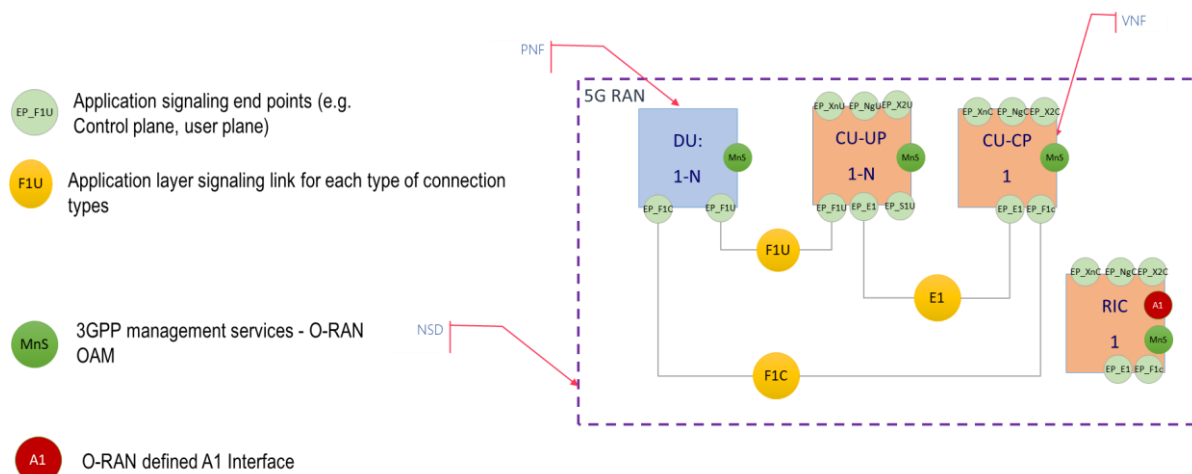 PNF
VNF
5G RAN
EP_F1U
Application signaling end points (e.g.
Control plane, user plane)
F1U
Application layer signaling link for each type of connection
types
MnS
3GPP management services - O-RAN
OAM
A1
O-RAN defined A1 Interface
NSD
DU:
1-N
MnS
EP_F1C
EP_F1U
EP_XnU
EP_NgU
EP_X2U
CU-UP
1-N
MnS
EP_F1U
EP_E1
EP_S1U
EP_XnC
EP_NgC
EP_X2C
CU-CP
1
MnS
EP_E1
EP_F1c
F1U
E1
F1C
EP_XnC
EP_NgC
EP_X2C
RIC
1
A1
MnS
EP_E1
EP_F1c